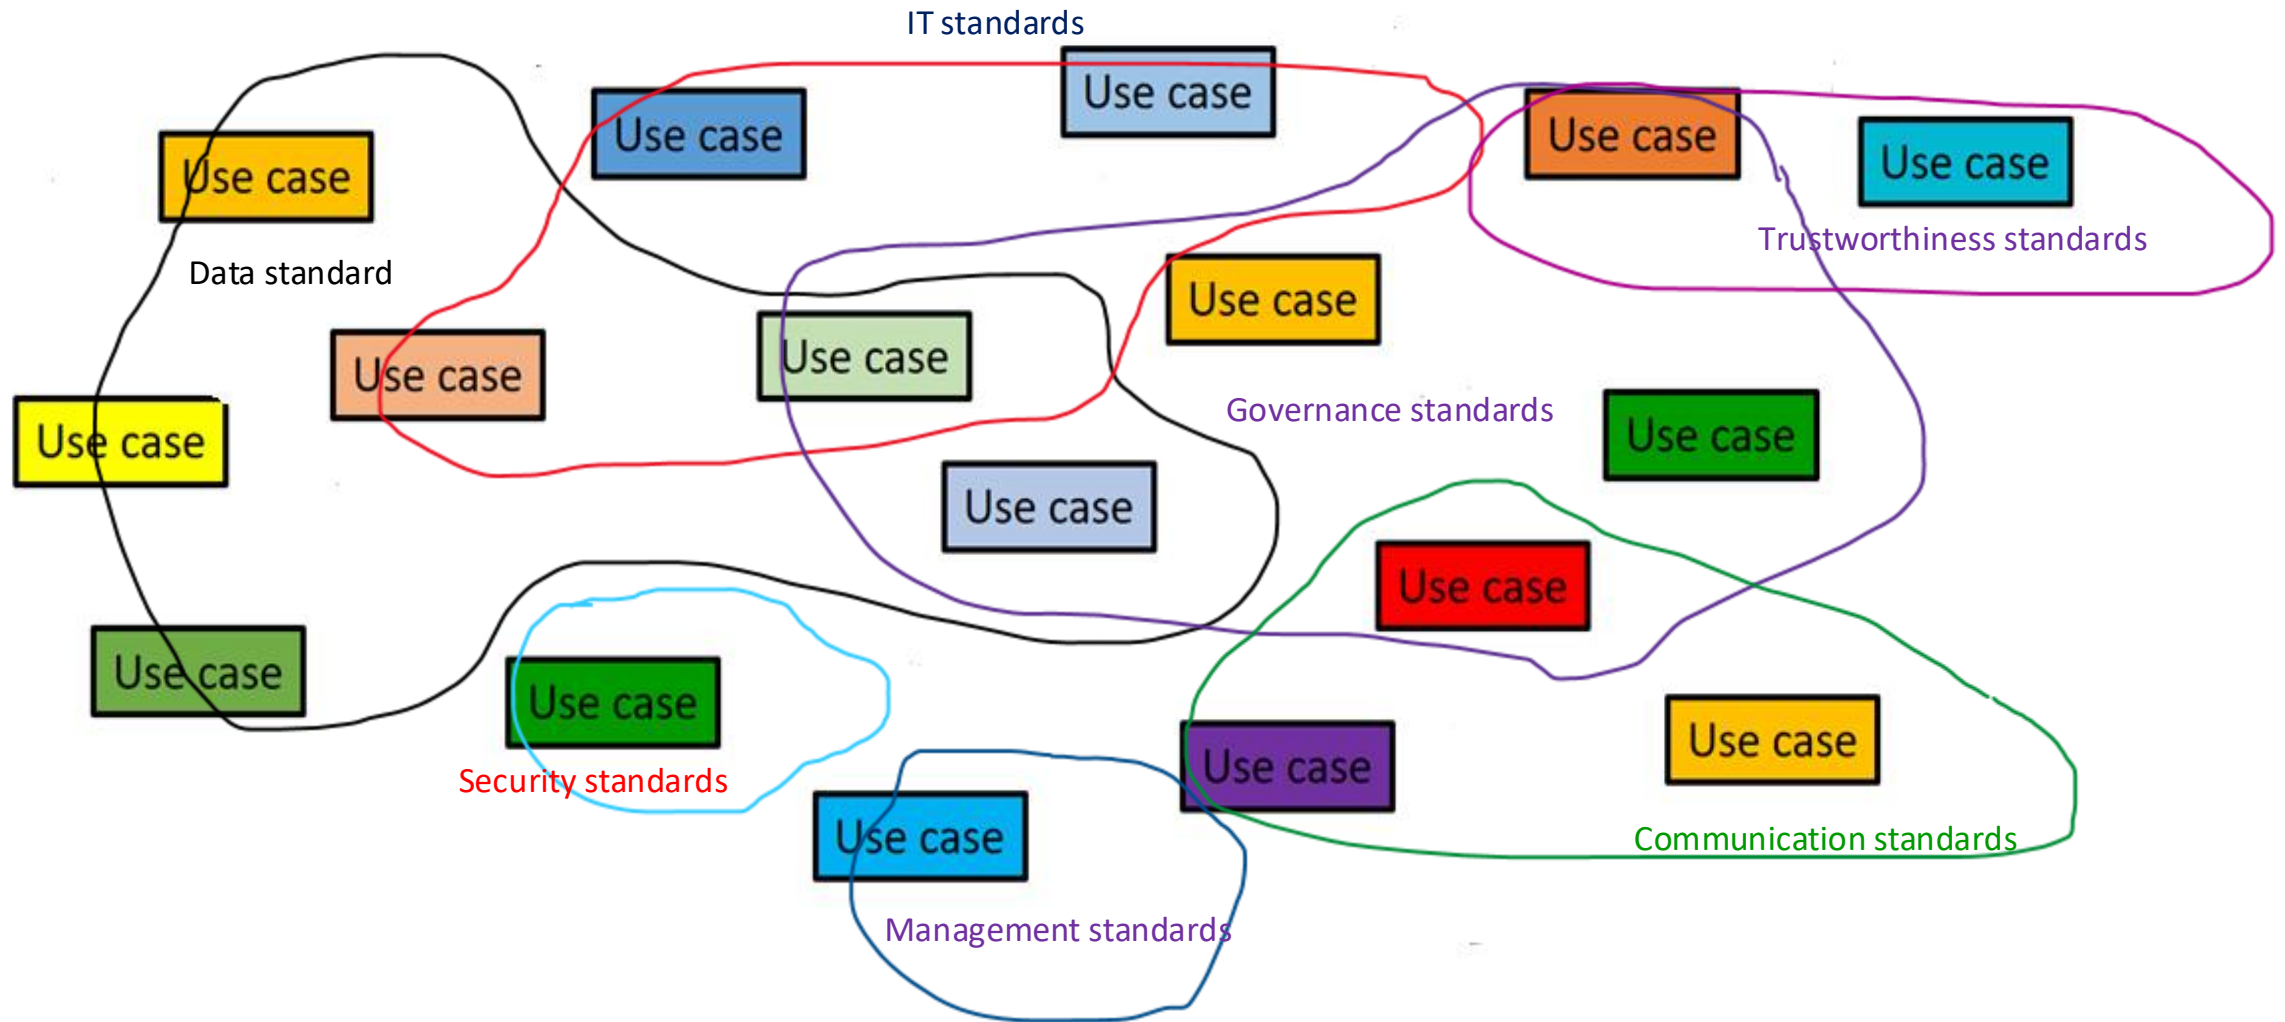 IT standards
Use case
Use case
Use case
Use case
Use case
Trustworthiness standards
Data standard
Use case
Use case
Use case
Governance standards
Use case
Use case
Use case
Use case
Use case
Use case
Use case
Use case
Use case
Security standards
Use case
Communication standards
Management standards